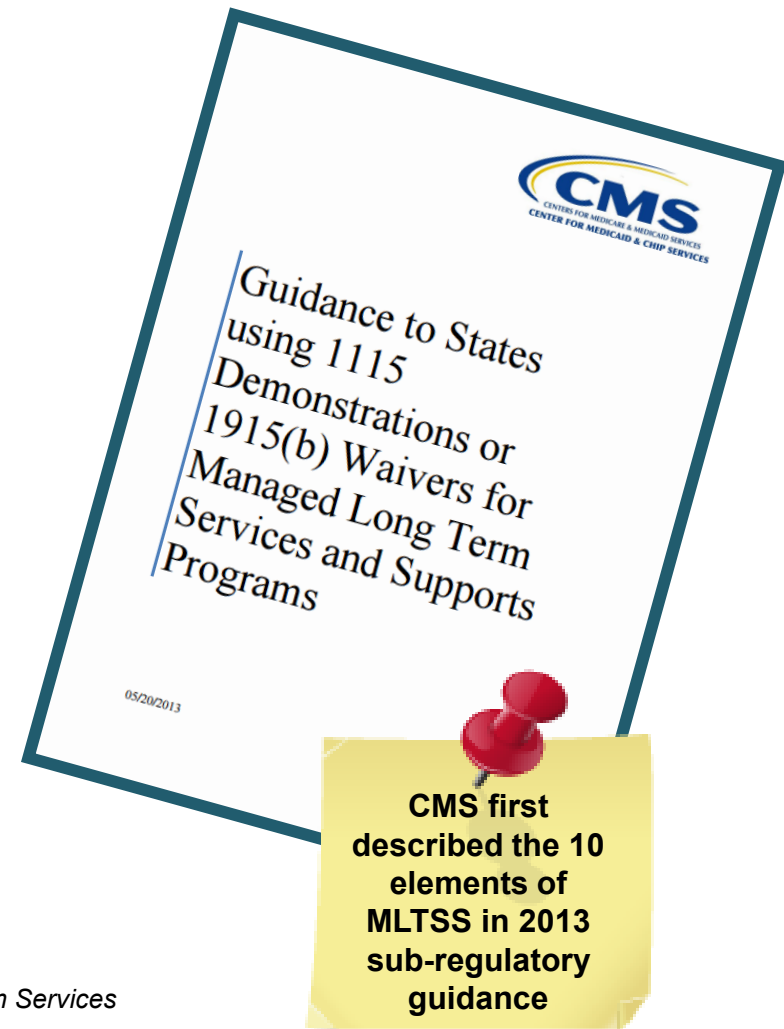 CMS
CENTERS FOR MEDICARE & MEDICAID SERVICES
CENTER FOR MEDICAID & CHIP SERVICES
Guidance to States
using 1115
Demonstrations or
1915(b) Waivers for
Managed Long Term
Services and Supports
Programs
05/20/2013
CMS first
described the 10
elements of
MLTSS in 2013
sub-regulatory
guidance
Services